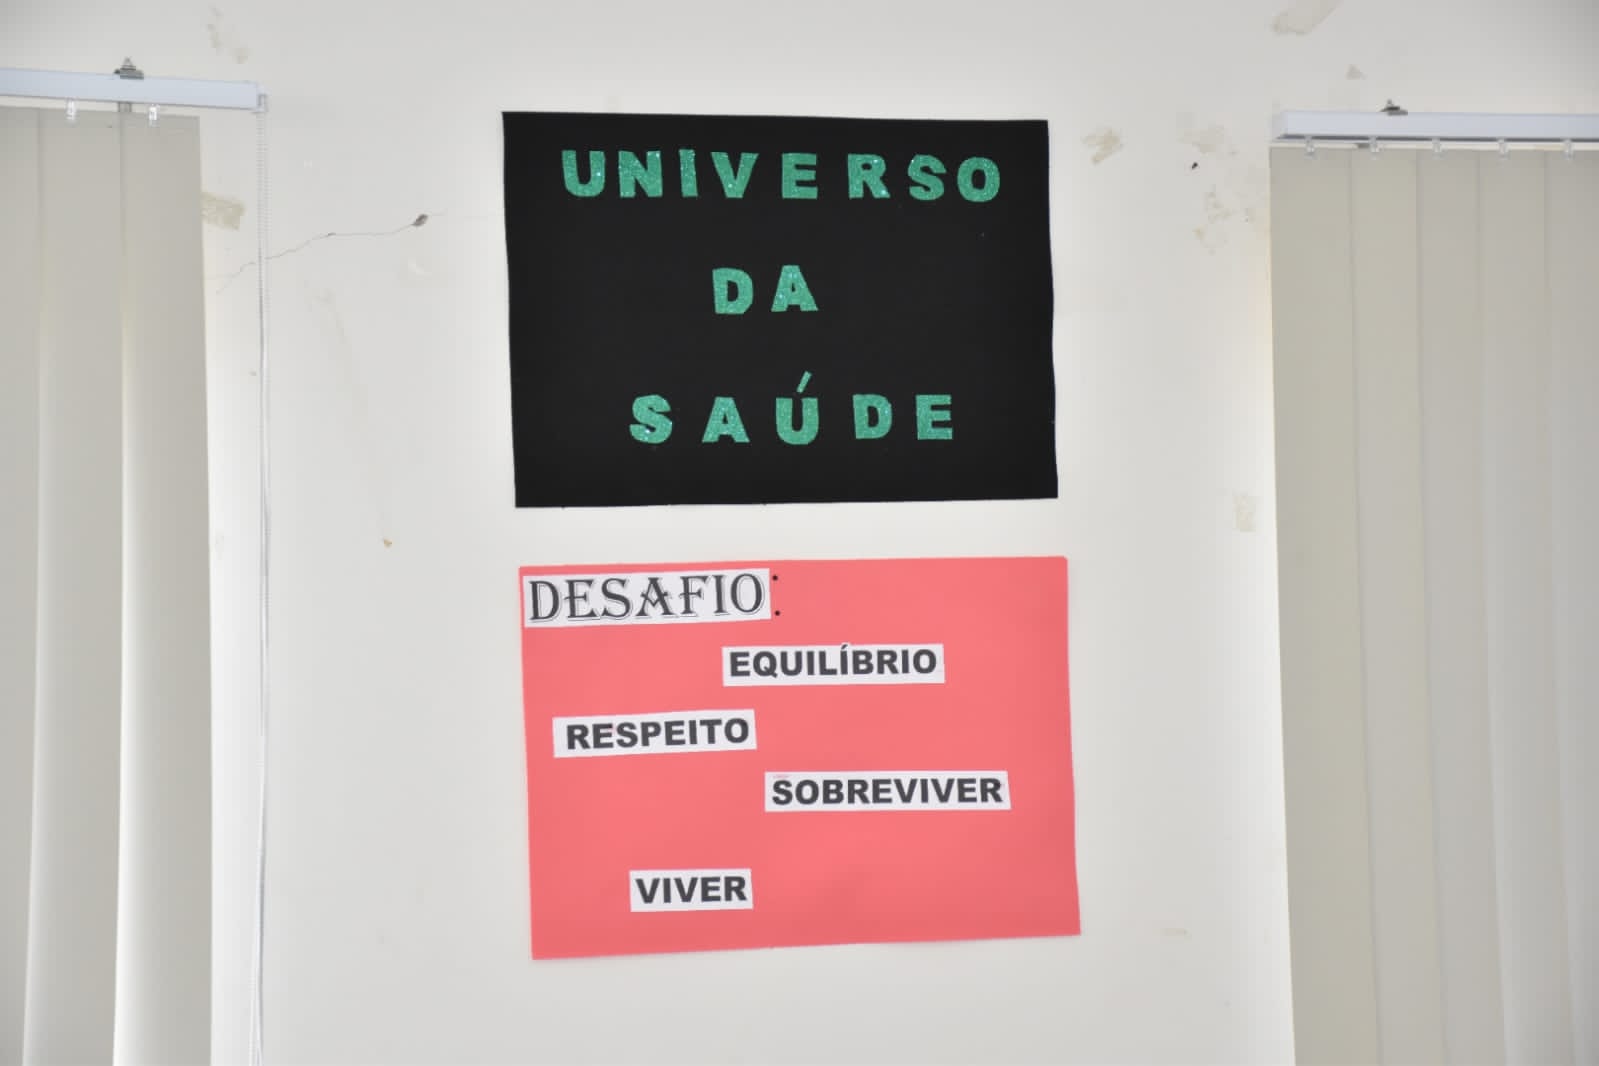 UNIVERSO
DA
SAÚDE
DESAFIO:
EQUILÍBRIO
RESPEITO
SOBREVIVER
VIVER